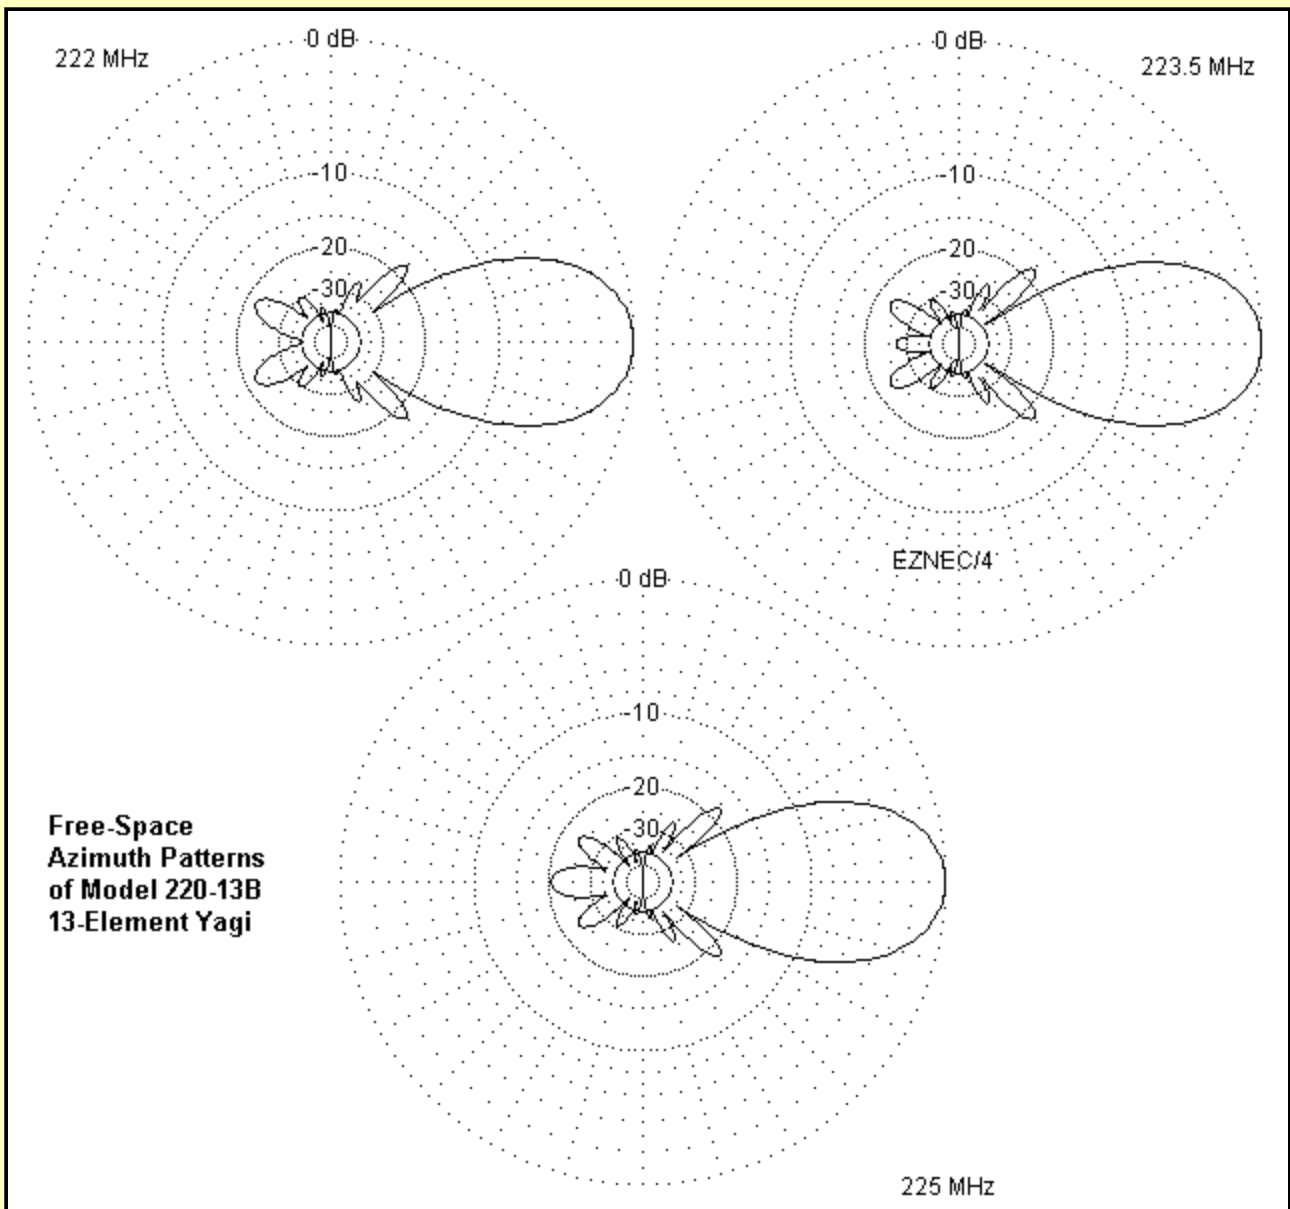 222 MHz
0 dB
-10
-20
-30
0 dB
223.5 MHz
-10
-20
-30
EZNEC/4
0 dB
-10
-20
-30
Free-Space
Azimuth Patterns
of Model 220-13B
13-Element Yagi
225 MHz